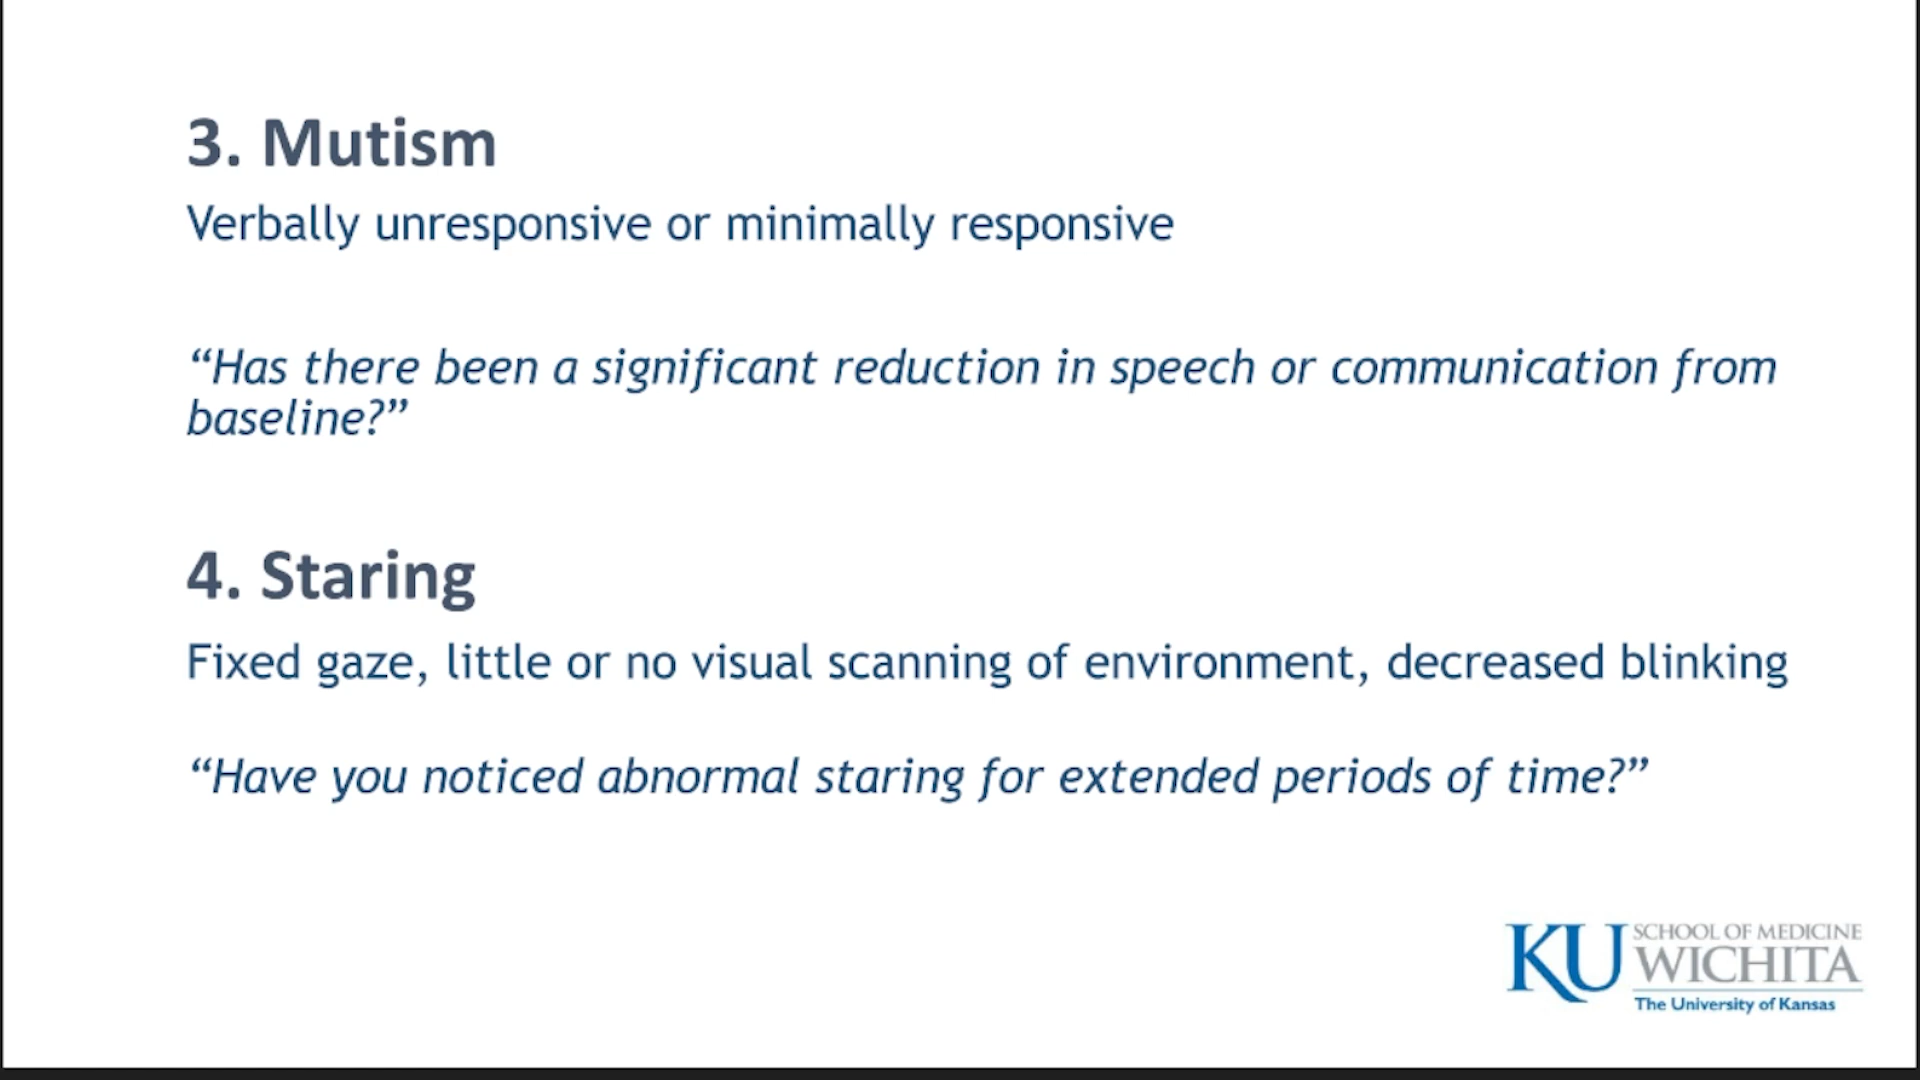 3. Mutism
Verbally unresponsive or minimally responsive
“Has there been a significant reduction in speech or communication from
baseline?”
4. Staring
Fixed gaze, little or no visual scanning of environment, decreased blinking
“Have you noticed abnormal staring for extended periods of time?”
KU SCHOOL OF MEDICINE
WICHITA
The University of Kansas